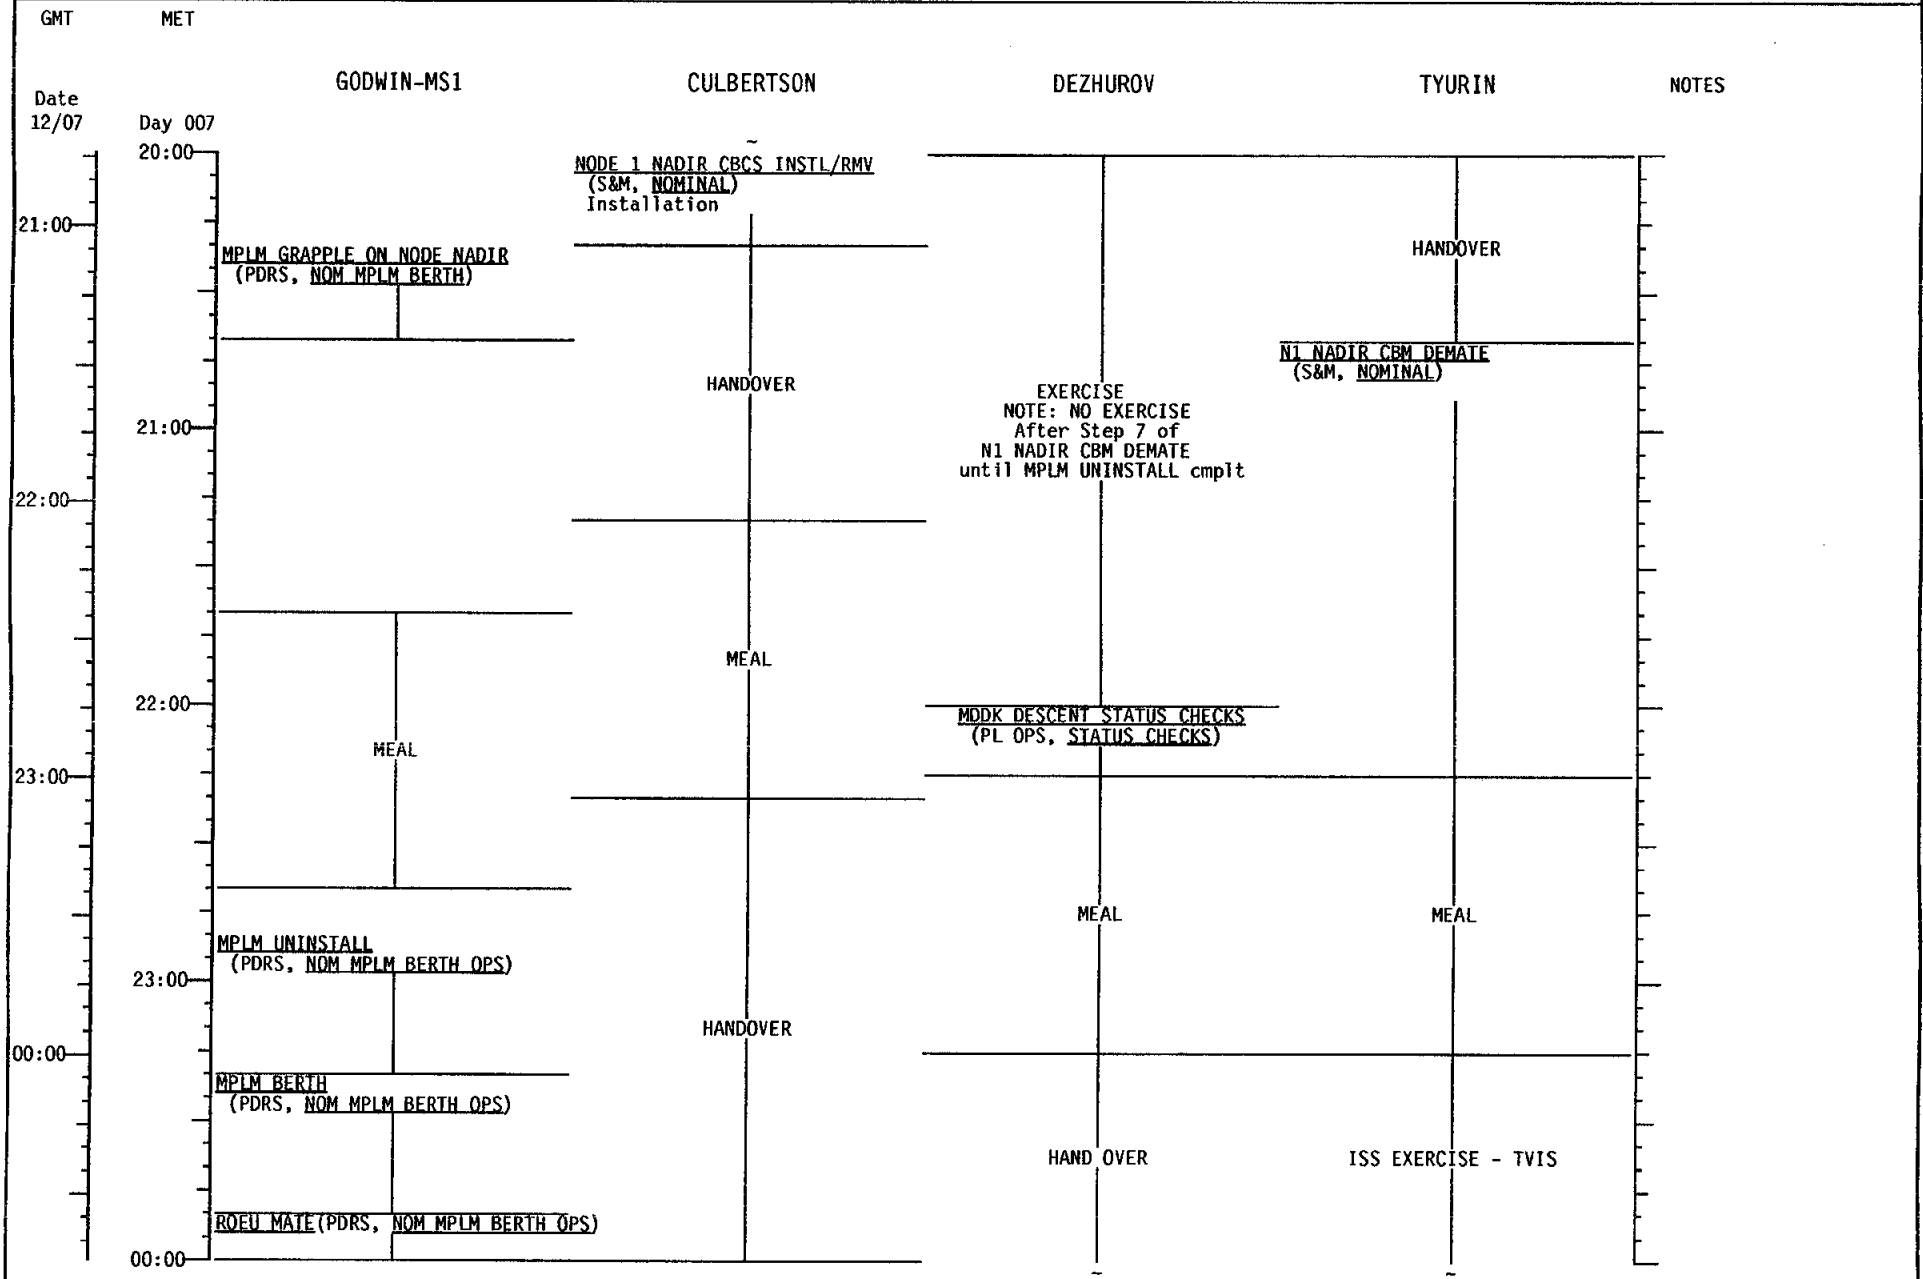 GMT MET
GODWIN-MS1 CULBERTSON DEZHUROV TYURIN NOTES
Date
12/07 Day 007
20:00
~
NODE 1 NADIR CBCS INSTL/RMV
(S&M, NOMINAL)
Installation
21:00
MPLM GRAPPLE ON NODE NADIR
(PDRS, NOM MPLM BERTH)
HANDOVER
N1 NADIR CBM DEMATE
(S&M, NOMINAL)
HANDOVER
EXERCISE
NOTE: NO EXERCISE
After Step 7 of
N1 NADIR CBM DEMATE
until MPLM UNINSTALL cmplt
21:00
22:00
MEAL
22:00
MDDK DESCENT STATUS CHECKS
(PL OPS, STATUS CHECKS)
MEAL
23:00
MEAL MEAL
MPLM UNINSTALL
(PDRS, NOM MPLM BERTH OPS)
23:00
HANDOVER
00:00
MPLM BERTH
(PDRS, NOM MPLM BERTH OPS)
HAND OVER ISS EXERCISE - TVIS
ROEU MATE(PDRS, NOM MPLM BERTH OPS)
00:00
~ ~